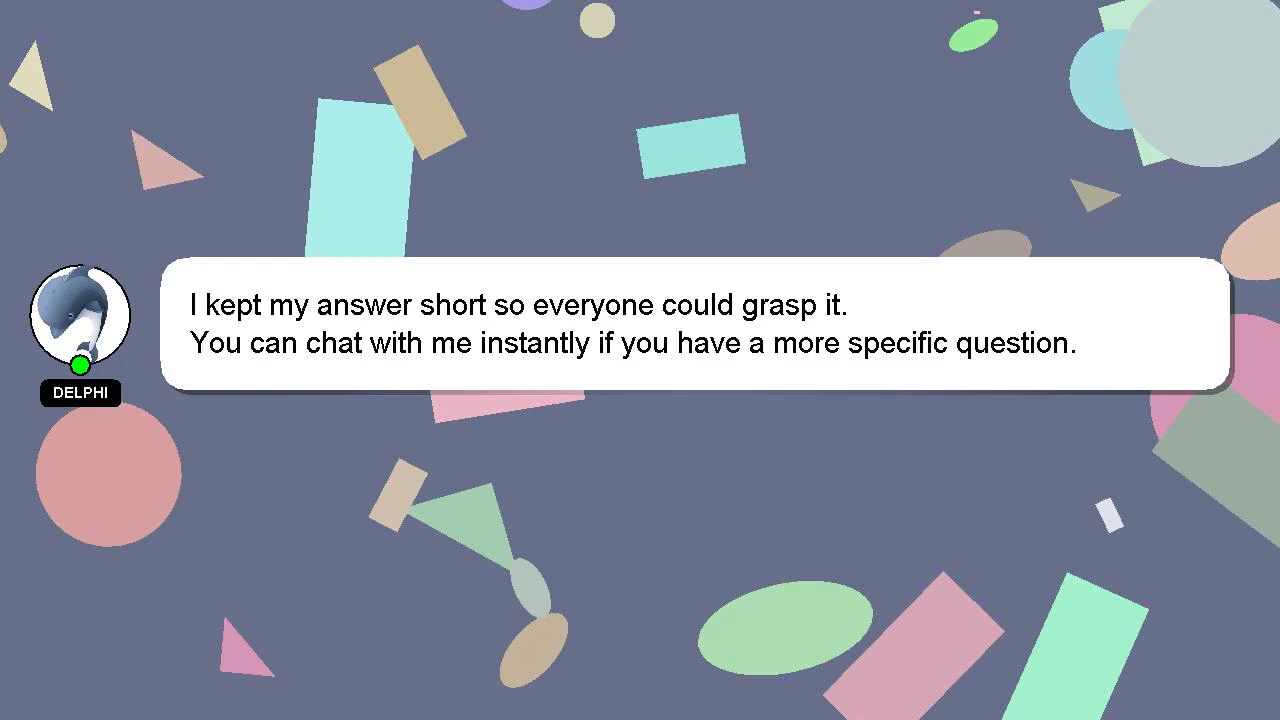 I kept my answer short so everyone could grasp it.
You can chat with me instantly if you have a more specific question.
DELPHI